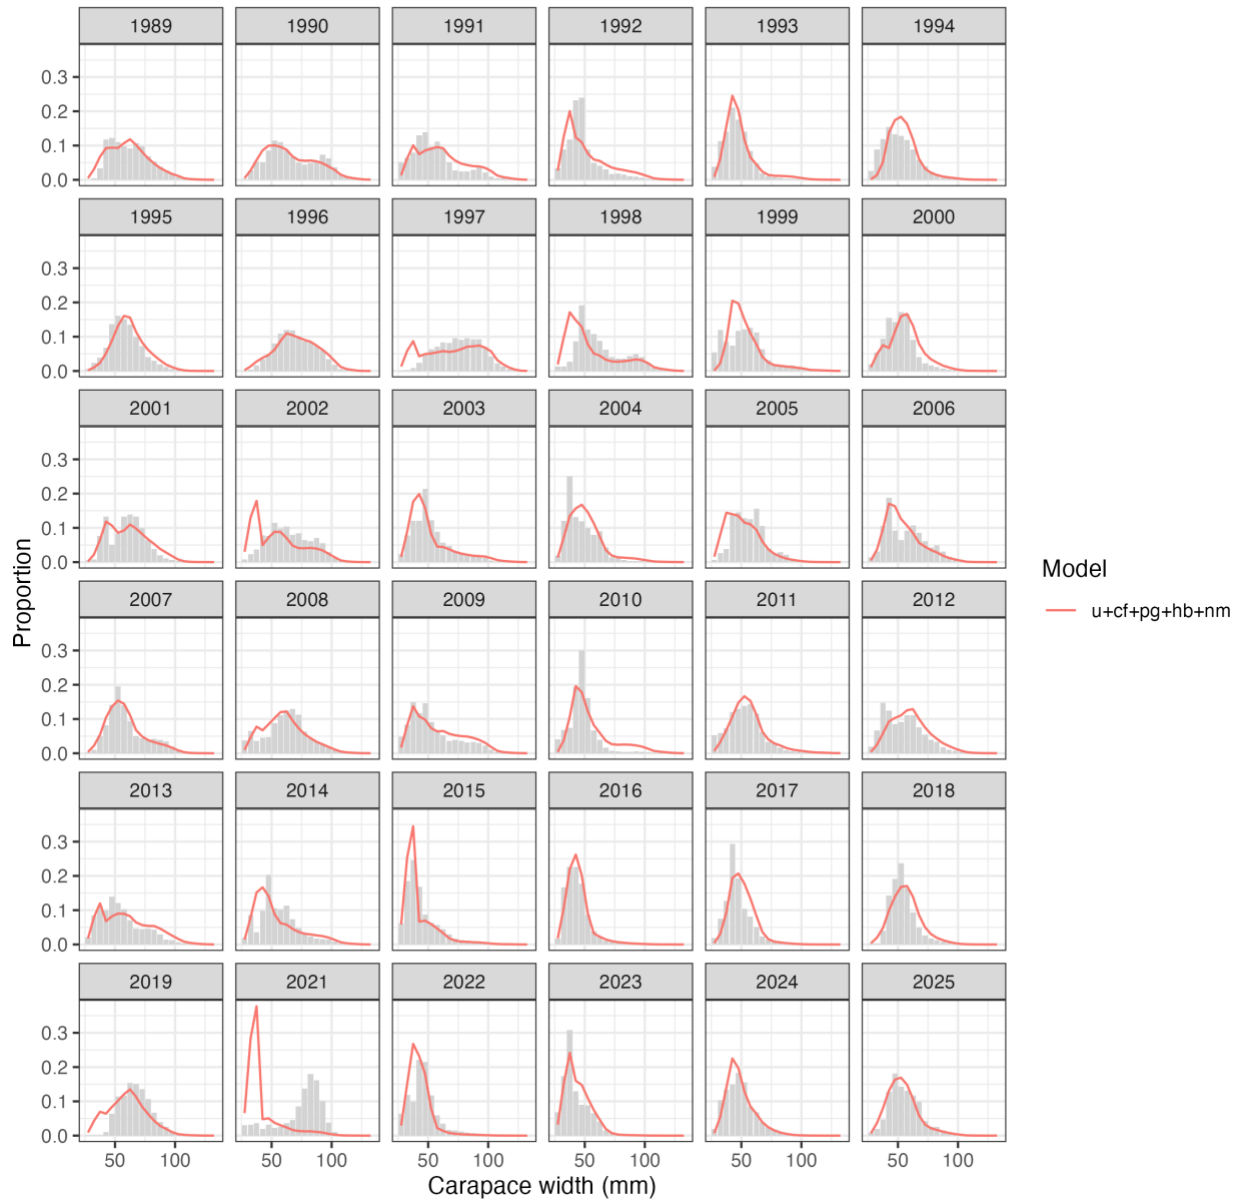 1989 1990 1991 1992 1993 1994
0.3
0.2
0.1
0.0
1995 1996 1997 1998 1999 2000
0.3
0.2
0.1
0.0
2001 2002 2003 2004 2005 2006
0.3
0.2
0.1
0.0
Proportion
Model
u+cf+pg+hb+nm
2007 2008 2009 2010 2011 2012
0.3
0.2
0.1
0.0
2013 2014 2015 2016 2017 2018
0.3
0.2
0.1
0.0
2019 2021 2022 2023 2024 2025
0.3
0.2
0.1
0.0
50 100 50 100 50 100 50 100 50 100 50 100
Carapace width (mm)